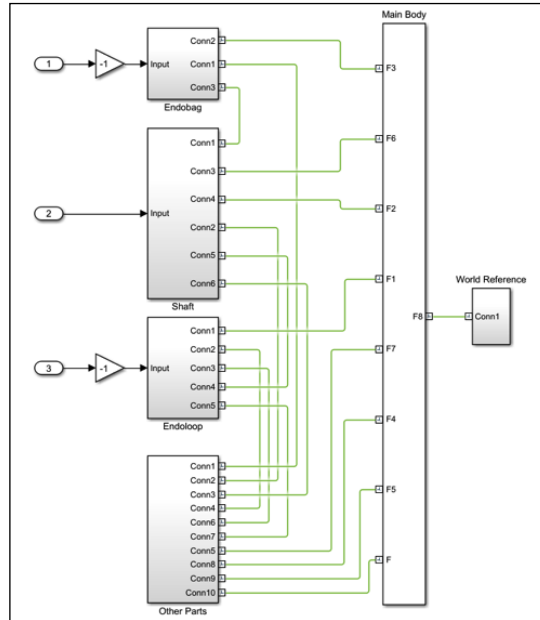 Main Body
1
-1
Input
Conn2
Conn1
Conn3
Endobag
F3
2
Input
Conn1
Conn3
Conn4
Conn2
Conn5
Conn6
Shaft
F6
F2
F1
World Reference
F8
Conn1
3
-1
Input
Conn1
Conn2
Conn3
Conn4
Conn5
Endoloop
F7
F4
F5
F
Conn1
Conn2
Conn3
Conn4
Conn6
Conn7
Conn5
Conn8
Conn9
Conn10
Other Parts